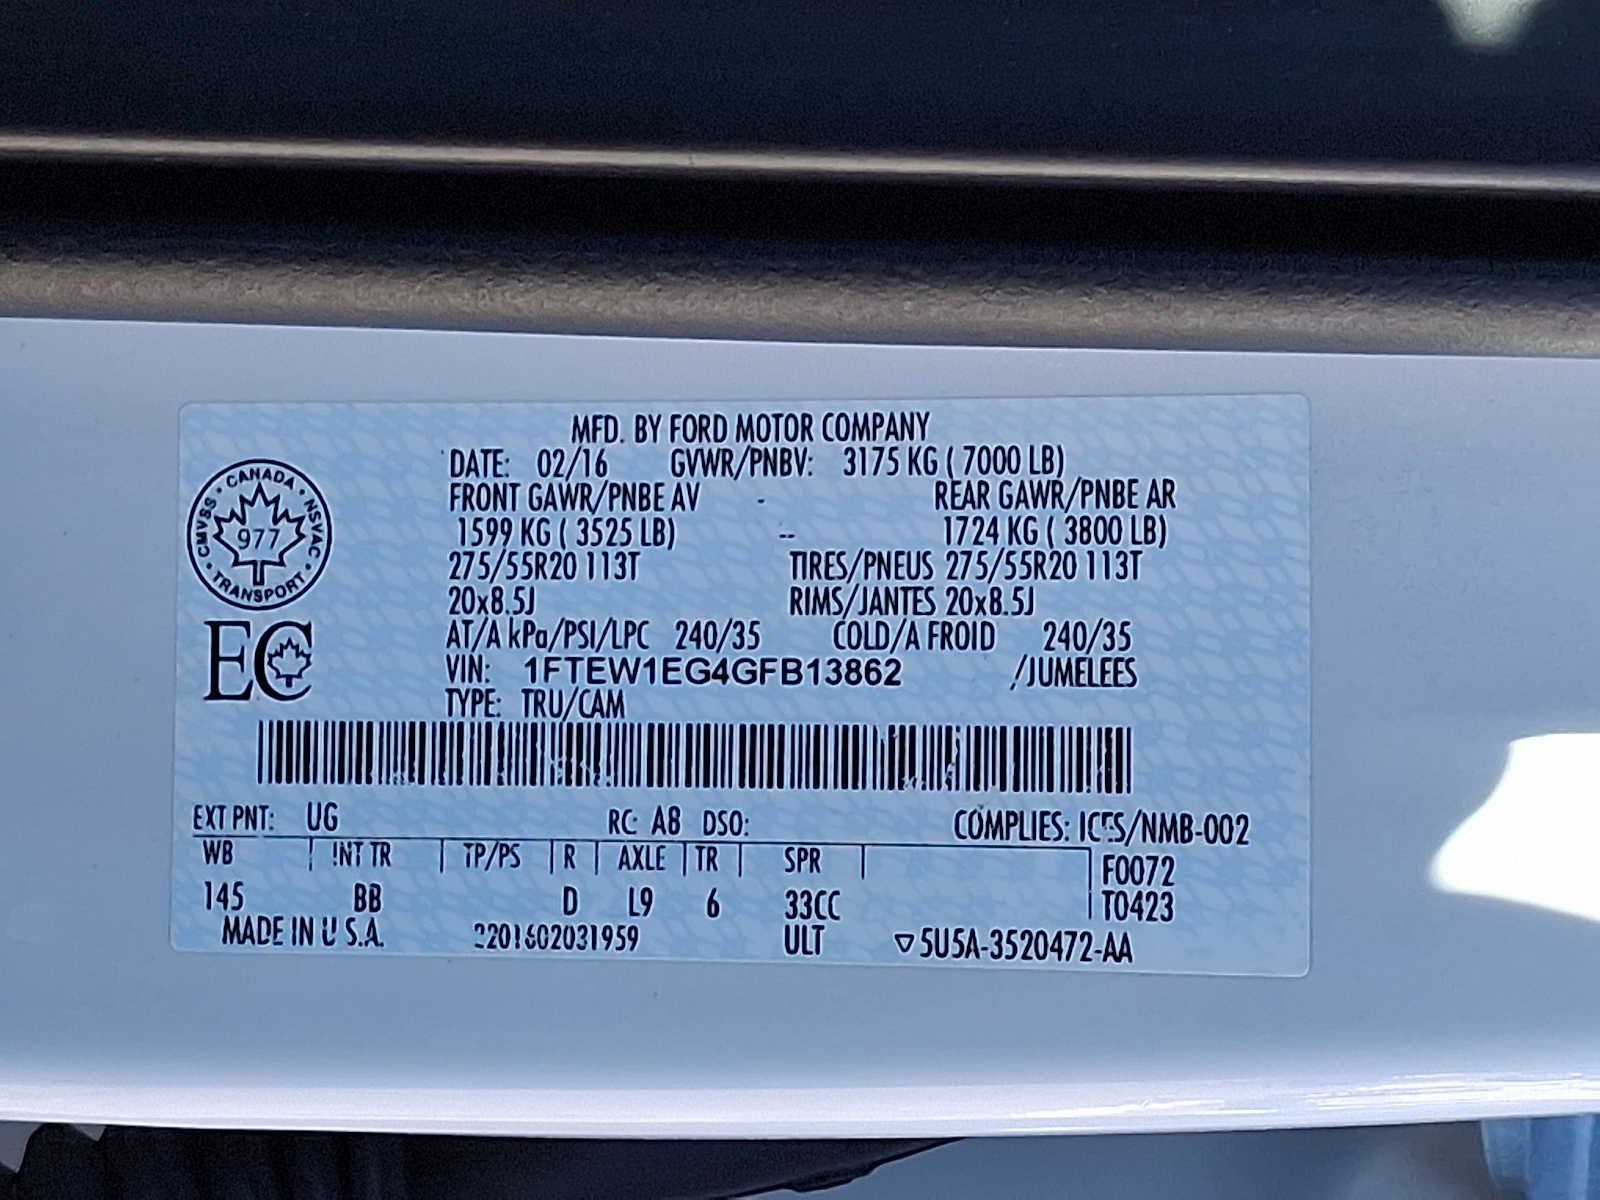 MFD. BY FORD MOTOR COMPANY
DATE: 02/16 GVWR/PNBV: 3175 KG ( 7000 LB)
FRONT GAWR/PNBE AV - REAR GAWR/PNBE AR
1599 KG ( 3525 LB) -- 1724 KG ( 3800 LB)
275/55R20 113T TIRES/PNEUS 275/55R20 113T
20x8.5J RIMS/JANTES 20x8.5J
AT/A kPa/PSI/LPC 240/35 COLD/A FROID 240/35
VIN: 1FTEW1EG4GFB13862 /JUMELEES
TYPE: TRU/CAM
CANADA
CMVSS NSVAC
977
TRANSPORT
EC
EXT PNT: UG RC: A8 DSO: COMPLIES: ICES/NMB-002
WB INT TR TP/PS R AXLE TR SPR F0072
145 BB D L9 6 33CC T0423
MADE IN U.S.A. ULT 5U5A-3520472-AA